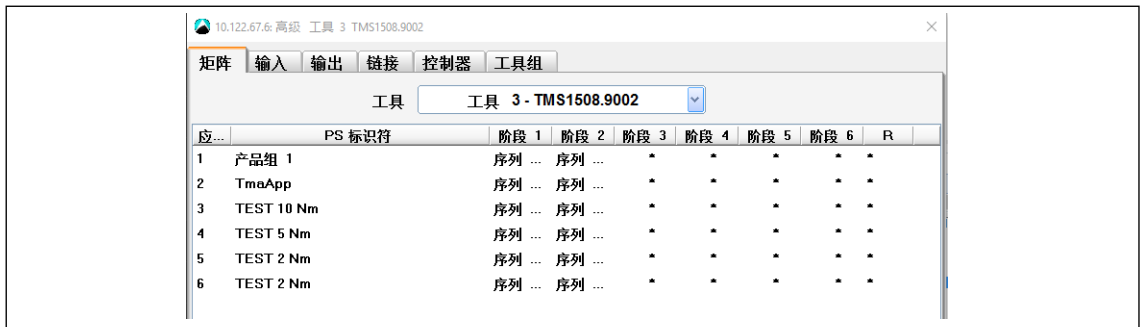 10.122.67.6: 高级 工具 3 TMS1508.9002
矩阵 输入 输出 链接 控制器 工具组
工具 工具 3 - TMS1508.9002
应... PS 标识符 阶段 1 阶段 2 阶段 3 阶段 4 阶段 5 阶段 6 R
1 产品组 1 序列 ... 序列 ... * * * * *
2 TmaApp 序列 ... 序列 ... * * * * *
3 TEST 10 Nm 序列 ... 序列 ... * * * * *
4 TEST 5 Nm 序列 ... 序列 ... * * * * *
5 TEST 2 Nm 序列 ... 序列 ... * * * * *
6 TEST 2 Nm 序列 ... 序列 ... * * * * *